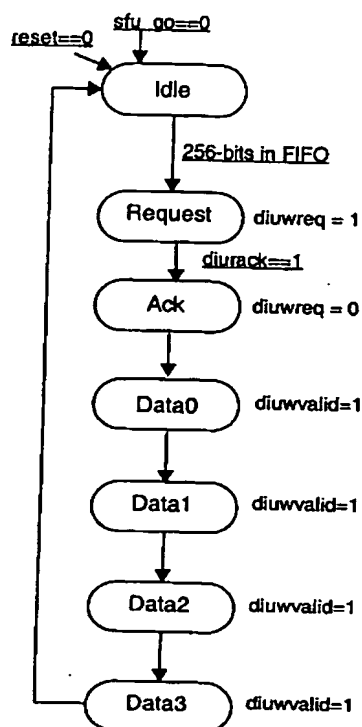 sfu_go==0
reset==0
Idle
256-bits in FIFO
Request diuwreq = 1
diurack==1
Ack diuwreq = 0
Data0 diuwvalid=1
Data1 diuwvalid=1
Data2 diuwvalid=1
Data3 diuwvalid=1